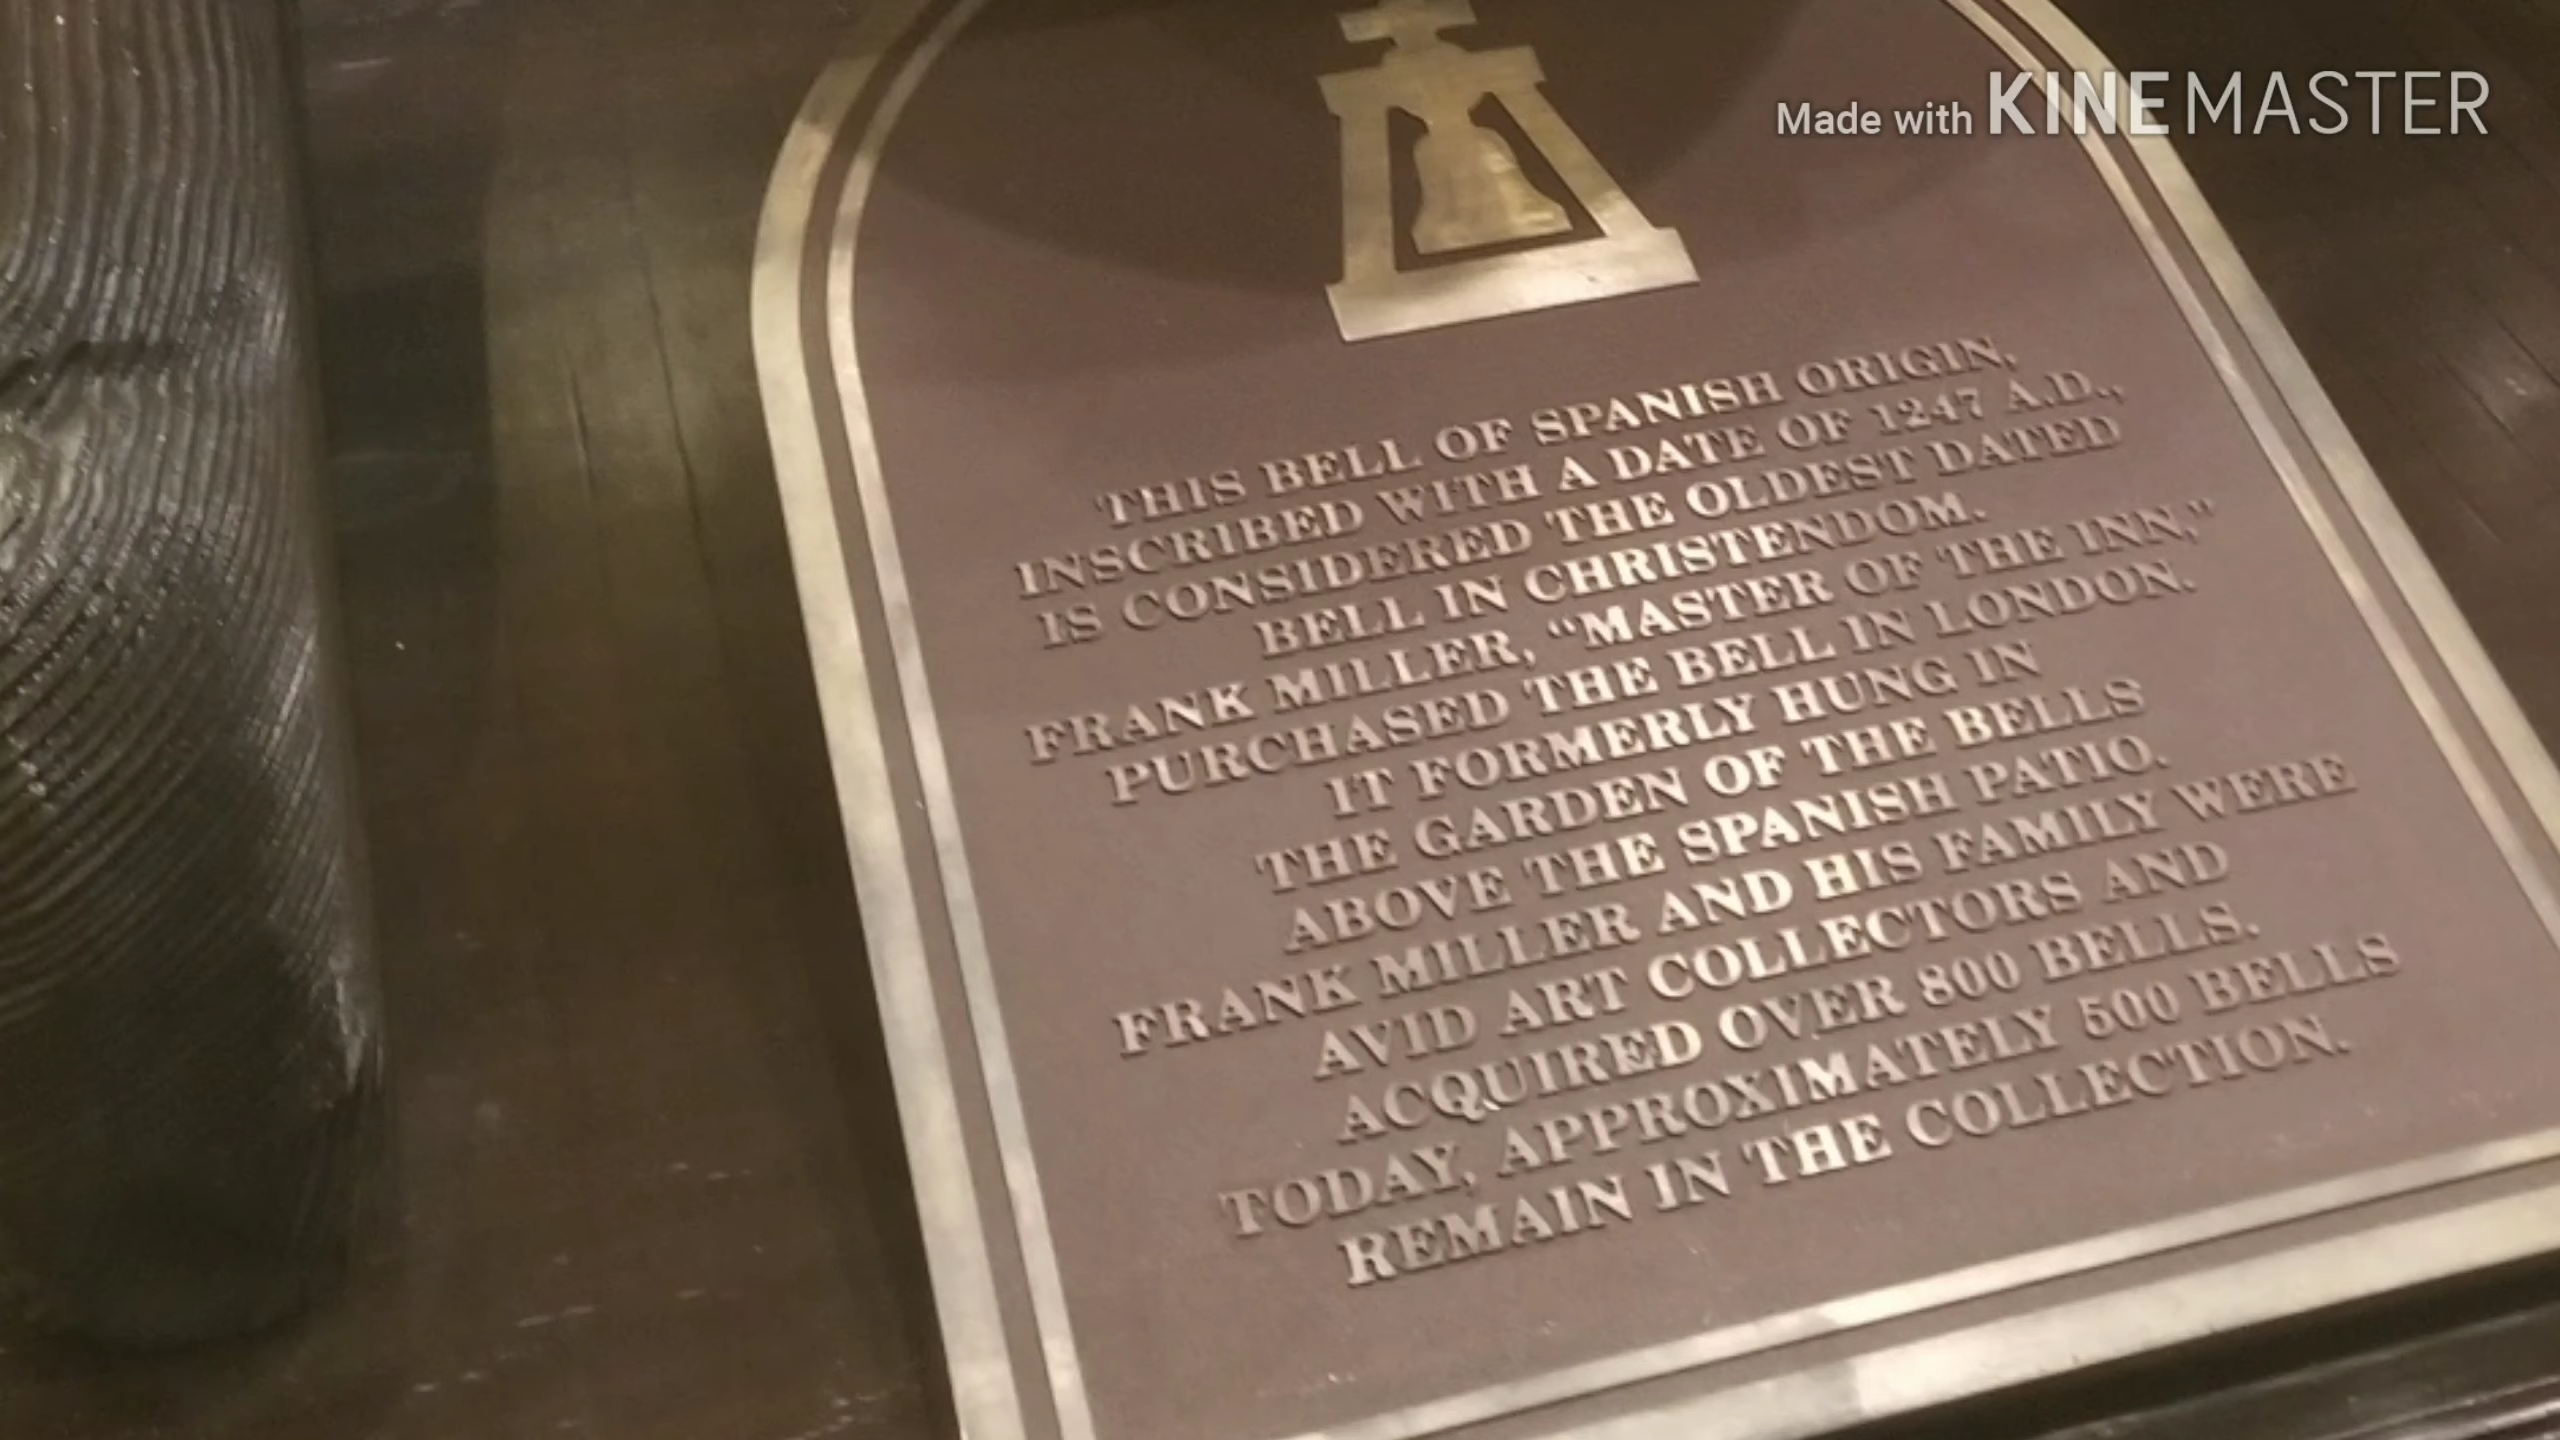 Made with KINEMASTER
THIS BELL OF SPANISH ORIGIN,
INSCRIBED WITH A DATE OF 1247 A.D.,
IS CONSIDERED THE OLDEST DATED
BELL IN CHRISTENDOM.
FRANK MILLER, “MASTER OF THE INN,”
PURCHASED THE BELL IN LONDON.
IT FORMERLY HUNG IN
THE GARDEN OF THE BELLS
ABOVE THE SPANISH PATIO.
FRANK MILLER AND HIS FAMILY WERE
AVID ART COLLECTORS AND
ACQUIRED OVER 800 BELLS.
TODAY, APPROXIMATELY 500 BELLS
REMAIN IN THE COLLECTION.